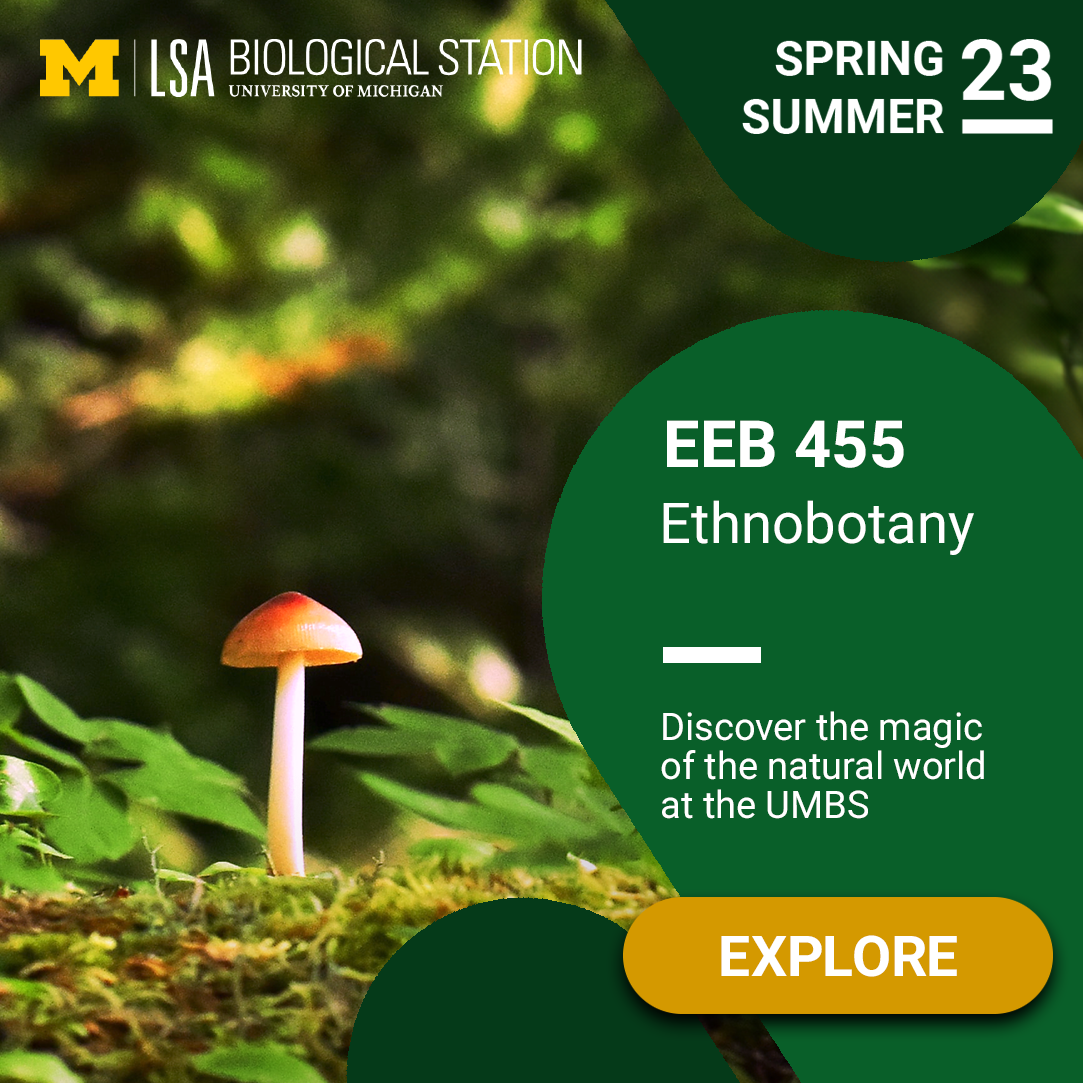 M
LSA BIOLOGICAL STATION
UNIVERSITY OF MICHIGAN
SPRING
SUMMER
23
EEB 455
Ethnobotany
Discover the magic
of the natural world
at the UMBS
EXPLORE